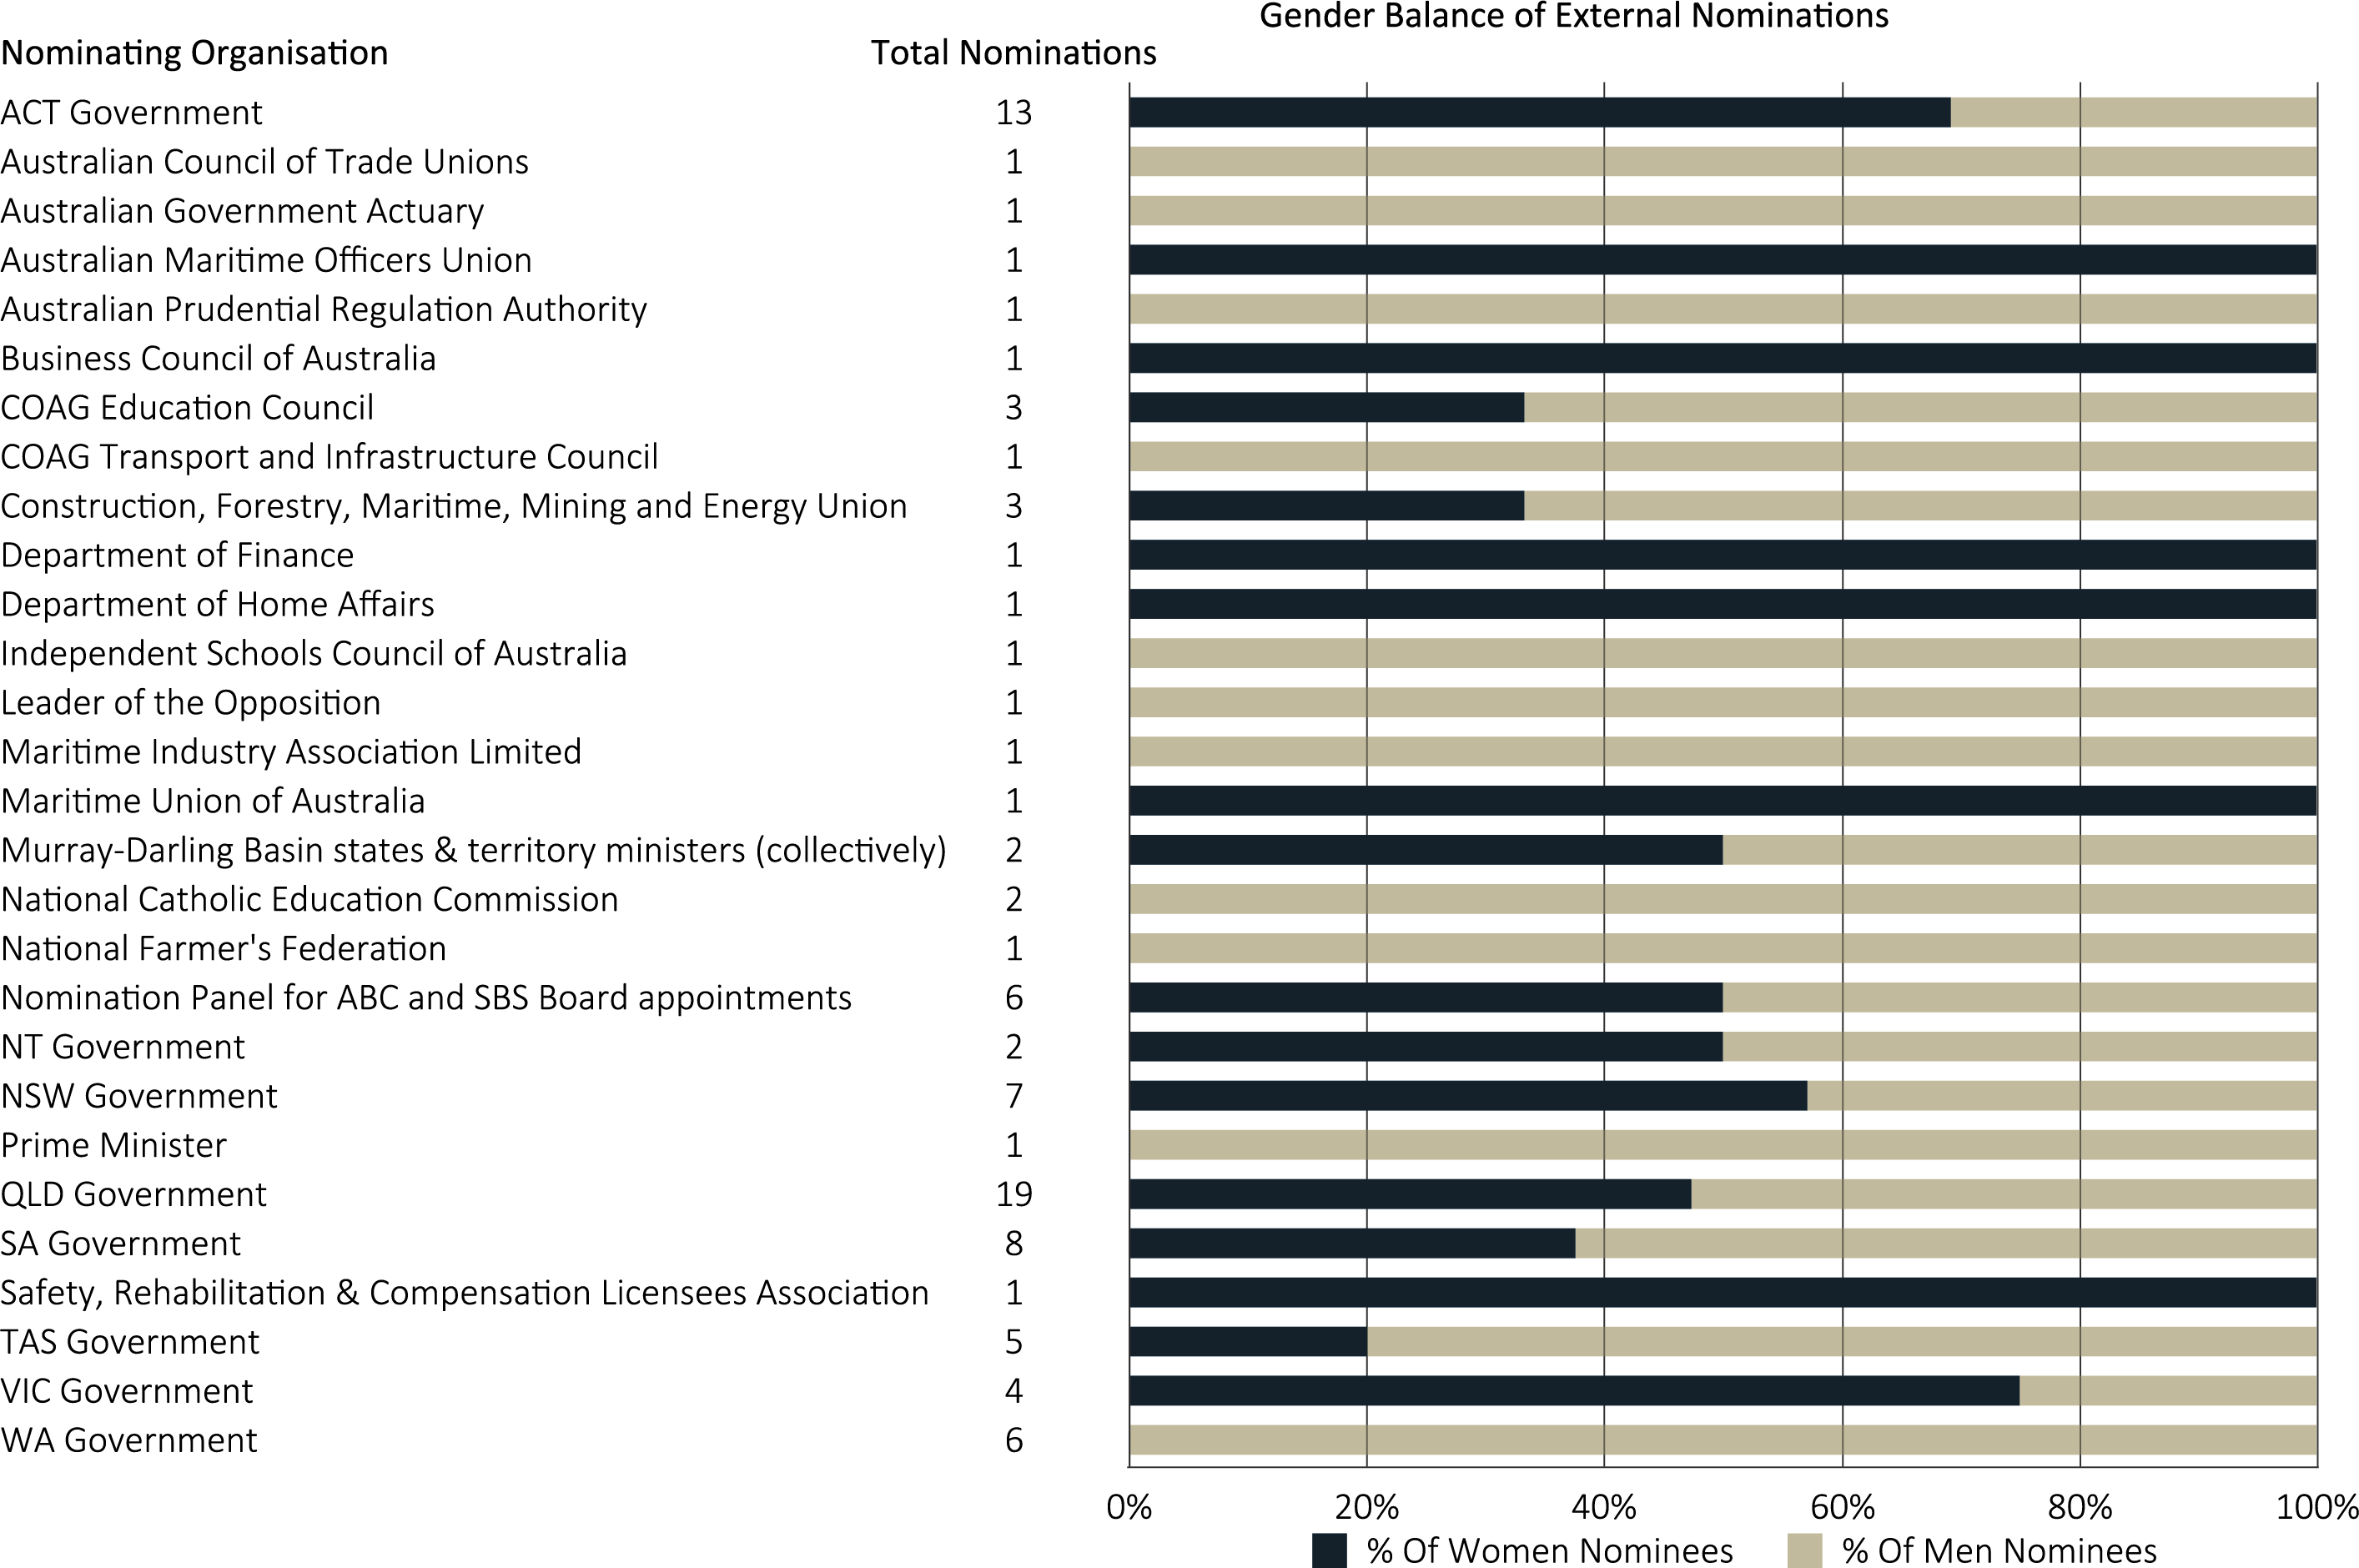 Gender Balance of External Nominations
Nominating Organisation Total Nominations
ACT Government 13
Australian Council of Trade Unions 1
Australian Government Actuary 1
Australian Maritime Officers Union 1
Australian Prudential Regulation Authority 1
Business Council of Australia 1
COAG Education Council 3
COAG Transport and Infrastructure Council 1
Construction, Forestry, Maritime, Mining and Energy Union 3
Department of Finance 1
Department of Home Affairs 1
Independent Schools Council of Australia 1
Leader of the Opposition 1
Maritime Industry Association Limited 1
Maritime Union of Australia 1
Murray-Darling Basin states & territory ministers (collectively) 2
National Catholic Education Commission 2
National Farmer's Federation 1
Nomination Panel for ABC and SBS Board appointments 6
NT Government 2
NSW Government 7
Prime Minister 1
QLD Government 19
SA Government 8
Safety, Rehabilitation & Compensation Licensees Association 1
TAS Government 5
VIC Government 4
WA Government 6
0% 20% 40% 60% 80% 100%
% Of Women Nominees % Of Men Nominees